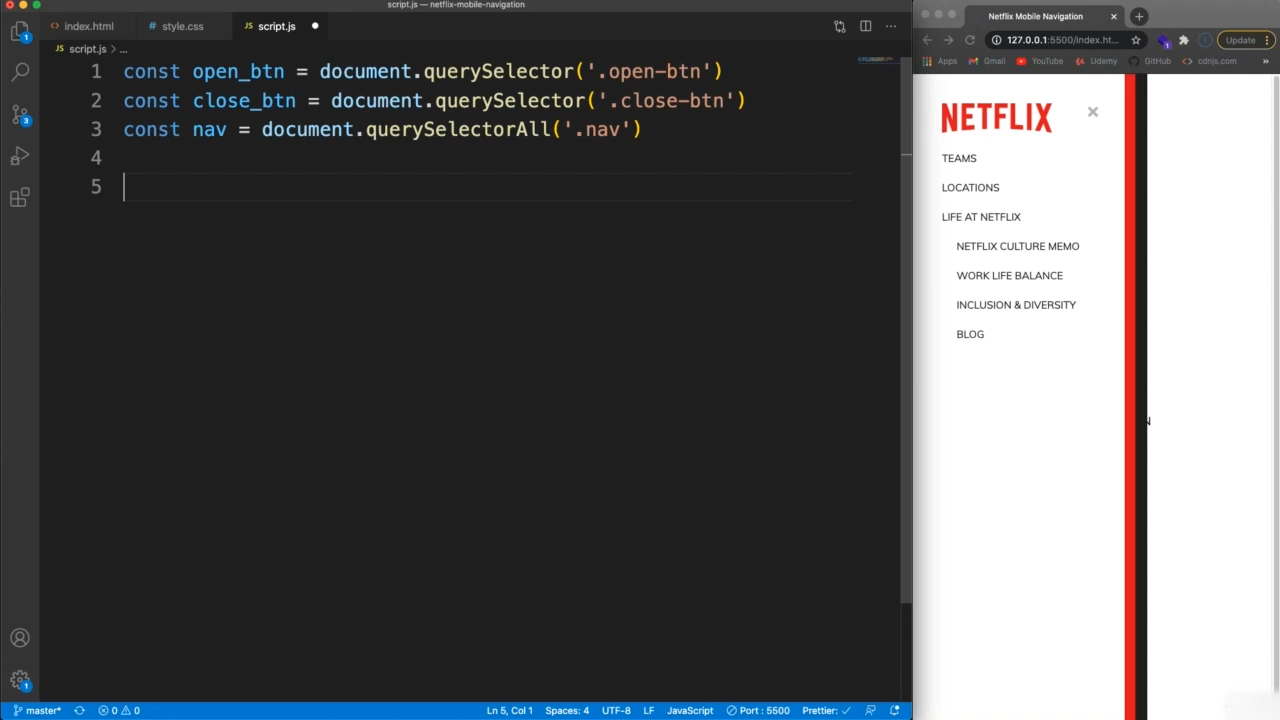 script.js — netflix-mobile-navigation
index.html
style.css
script.js
script.js > ...
1 const open_btn = document.querySelector('.open-btn')
2 const close_btn = document.querySelector('.close-btn')
3 const nav = document.querySelectorAll('.nav')
4
5
master*
0 0
Ln 5, Col 1
Spaces: 4
UTF-8
LF
JavaScript
Port : 5500
Prettier:
Netflix Mobile Navigation
127.0.0.1:5500/index.ht...
Update
Apps
Gmail
YouTube
Udemy
GitHub
cdnjs.com
NETFLIX
TEAMS
LOCATIONS
LIFE AT NETFLIX
NETFLIX CULTURE MEMO
WORK LIFE BALANCE
INCLUSION & DIVERSITY
BLOG